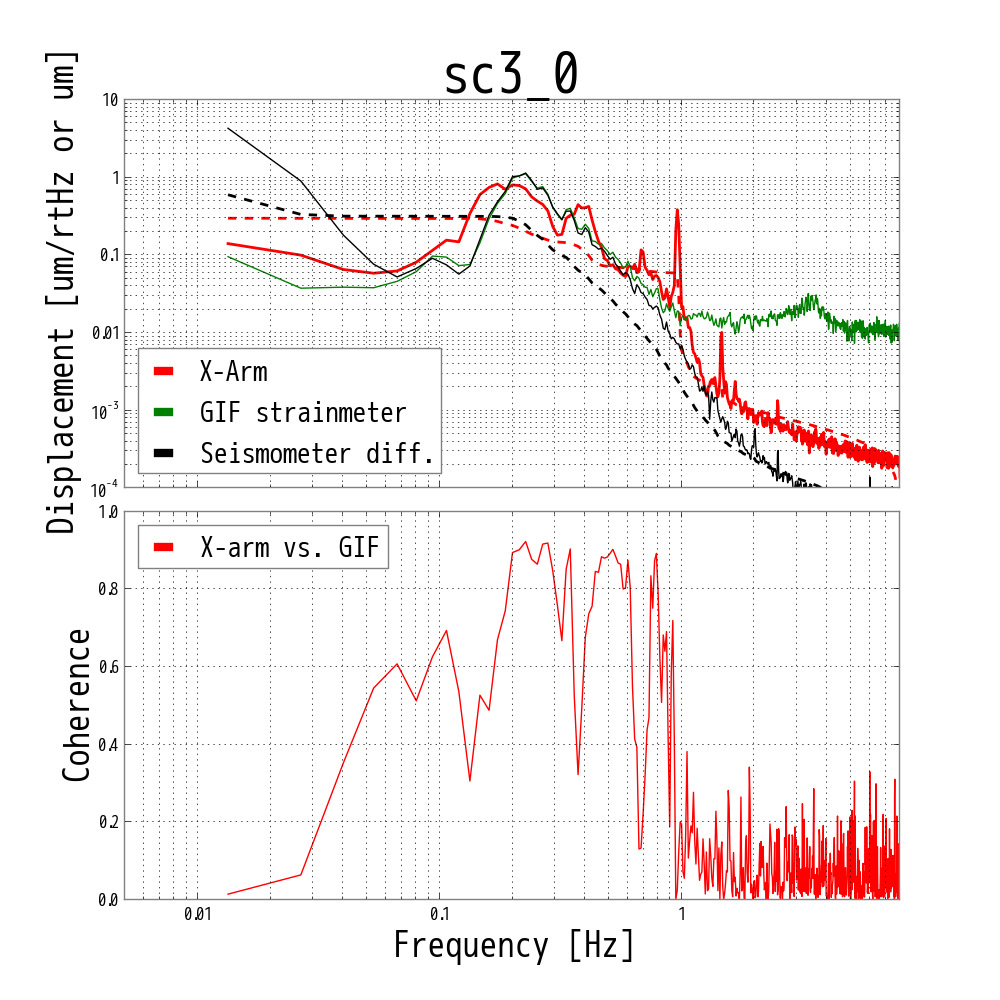 sc3_0
Displacement [um/rtHz or um]
10
1
0.1
0.01
10^-3
10^-4
X-Arm
GIF strainmeter
Seismometer diff.
Coherence
1.0
0.8
0.6
0.4
0.2
0.0
X-arm vs. GIF
0.01
0.1
1
Frequency [Hz]